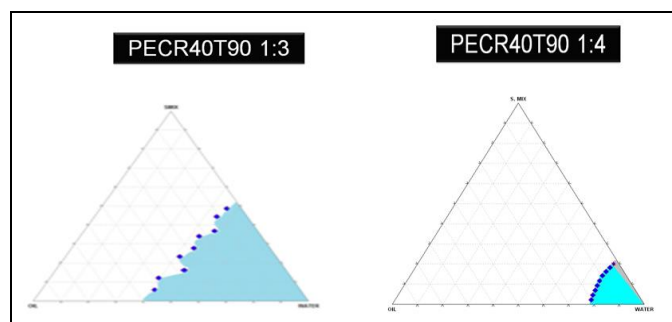 PECR40T90 1:3
PECR40T90 1:4
SMIX
OIL
WATER
S. MIX
OIL
WATER